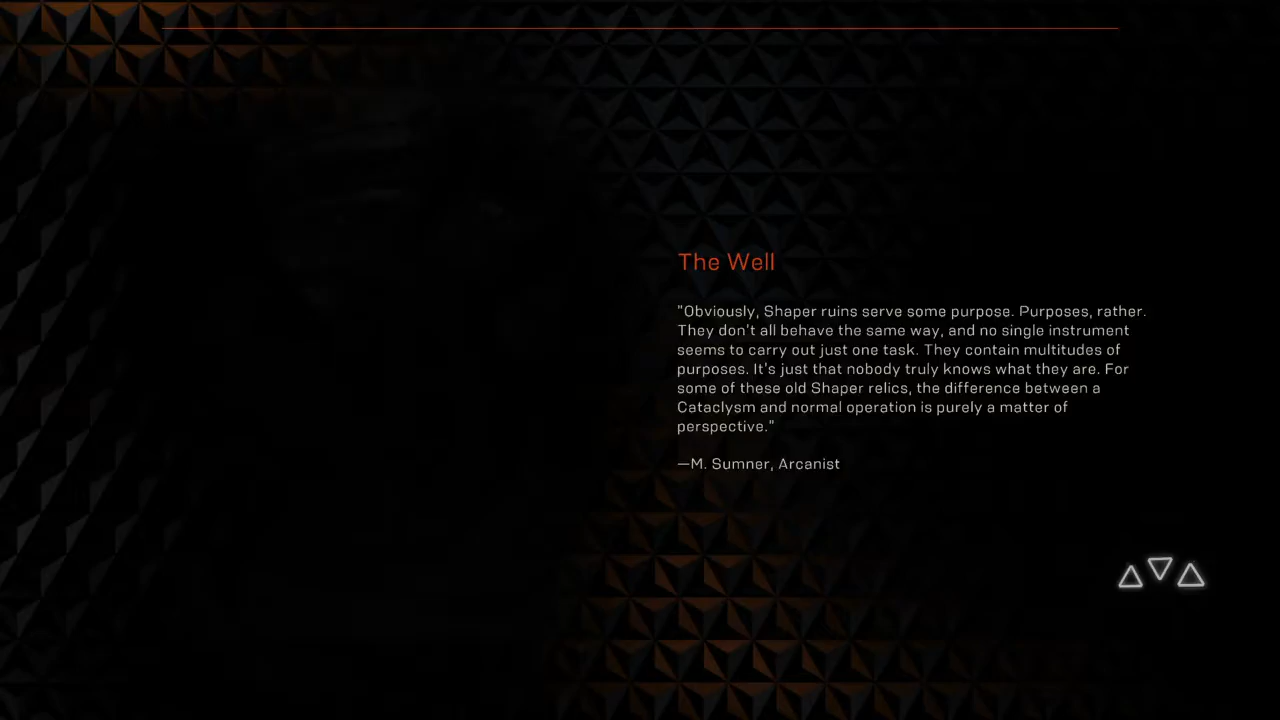 The Well
"Obviously, Shaper ruins serve some purpose. Purposes, rather.
They don't all behave the same way, and no single instrument
seems to carry out just one task. They contain multitudes of
purposes. It's just that nobody truly knows what they are. For
some of these old Shaper relics, the difference between a
Cataclysm and normal operation is purely a matter of
perspective."
—M. Sumner, Arcanist